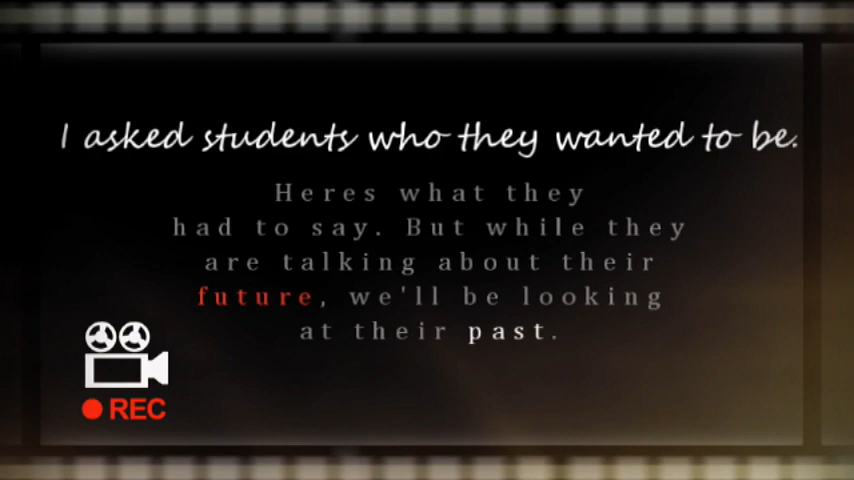 I asked students who they wanted to be.
Heres what they
had to say. But while they
are talking about their
future, we'll be looking
at their past.
REC